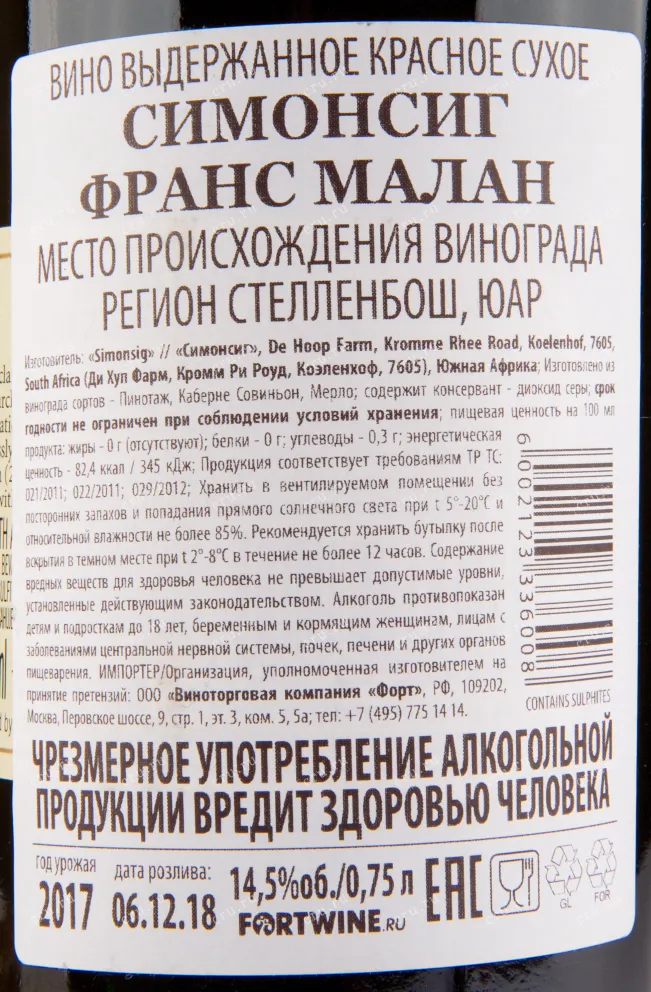 ВИНО ВЫДЕРЖАННОЕ КРАСНОЕ СУХОЕ
СИМОНСИГ
ФРАНС МАЛАН
МЕСТО ПРОИСХОЖДЕНИЯ ВИНОГРАДА
РЕГИОН СТЕЛЛЕНБОШ, ЮАР
Изготовитель: «Simonsig» // «Симонсиг», De Hoop Farm, Kromme Rhee Road, Koelenhof, 7605,
South Africa (Ди Хуп Фарм, Кромм Ри Роуд, Коэленхоф, 7605), Южная Африка; Изготовлено из
винограда сортов - Пинотаж, Каберне Совиньон, Мерло; содержит консервант - диоксид серы; срок
годности не ограничен при соблюдении условий хранения; пищевая ценность на 100 мл
продукта: жиры - 0 г (отсутствуют); белки - 0 г; углеводы - 0,3 г; энергетическая
ценность - 82,4 ккал / 345 кДж; Продукция соответствует требованиям ТР ТС:
021/2011; 022/2011; 029/2012; Хранить в вентилируемом помещении без
посторонних запахов и попадания прямого солнечного света при t 5°-20°C и
относительной влажности не более 85%. Рекомендуется хранить бутылку после
вскрытия в темном месте при t 2°-8°C в течение не более 12 часов. Содержание
вредных веществ для здоровья человека не превышает допустимые уровни,
установленные действующим законодательством. Алкоголь противопоказан
детям и подросткам до 18 лет, беременным и кормящим женщинам, лицам с
заболеваниями центральной нервной системы, почек, печени и других органов
пищеварения. ИМПОРТЕР/Организация, уполномоченная изготовителем на
принятие претензий: ООО «Виноторговая компания «Форт», РФ, 109202,
Москва, Перовское шоссе, 9, стр. 1, эт. 3, ком. 5, 5а; тел: +7 (495) 775 14 14.
6 002123 336008
CONTAINS SULPHITES
ЧРЕЗМЕРНОЕ УПОТРЕБЛЕНИЕ АЛКОГОЛЬНОЙ
ПРОДУКЦИИ ВРЕДИТ ЗДОРОВЬЮ ЧЕЛОВЕКА
год урожая
2017
дата розлива:
06.12.18
14,5%об./0,75 л
FORTWINE.RU
EAC
GL
FOR